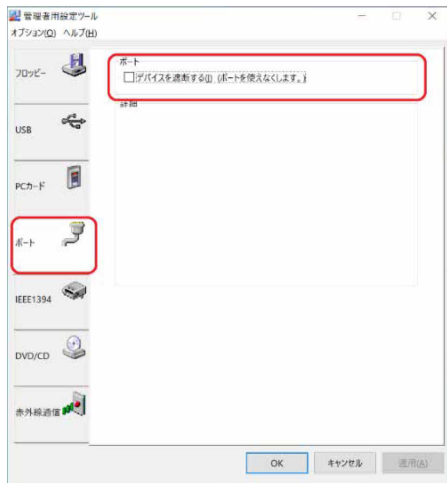 管理者用設定ツール
オプション(O) ヘルプ(H)
フロッピー
USB
PCカード
ポート
IEEE1394
DVD/CD
赤外線通信
ポート
デバイスを遮断する(I) (ポートを使えなくします。)
詳細
OK
キャンセル
適用(A)